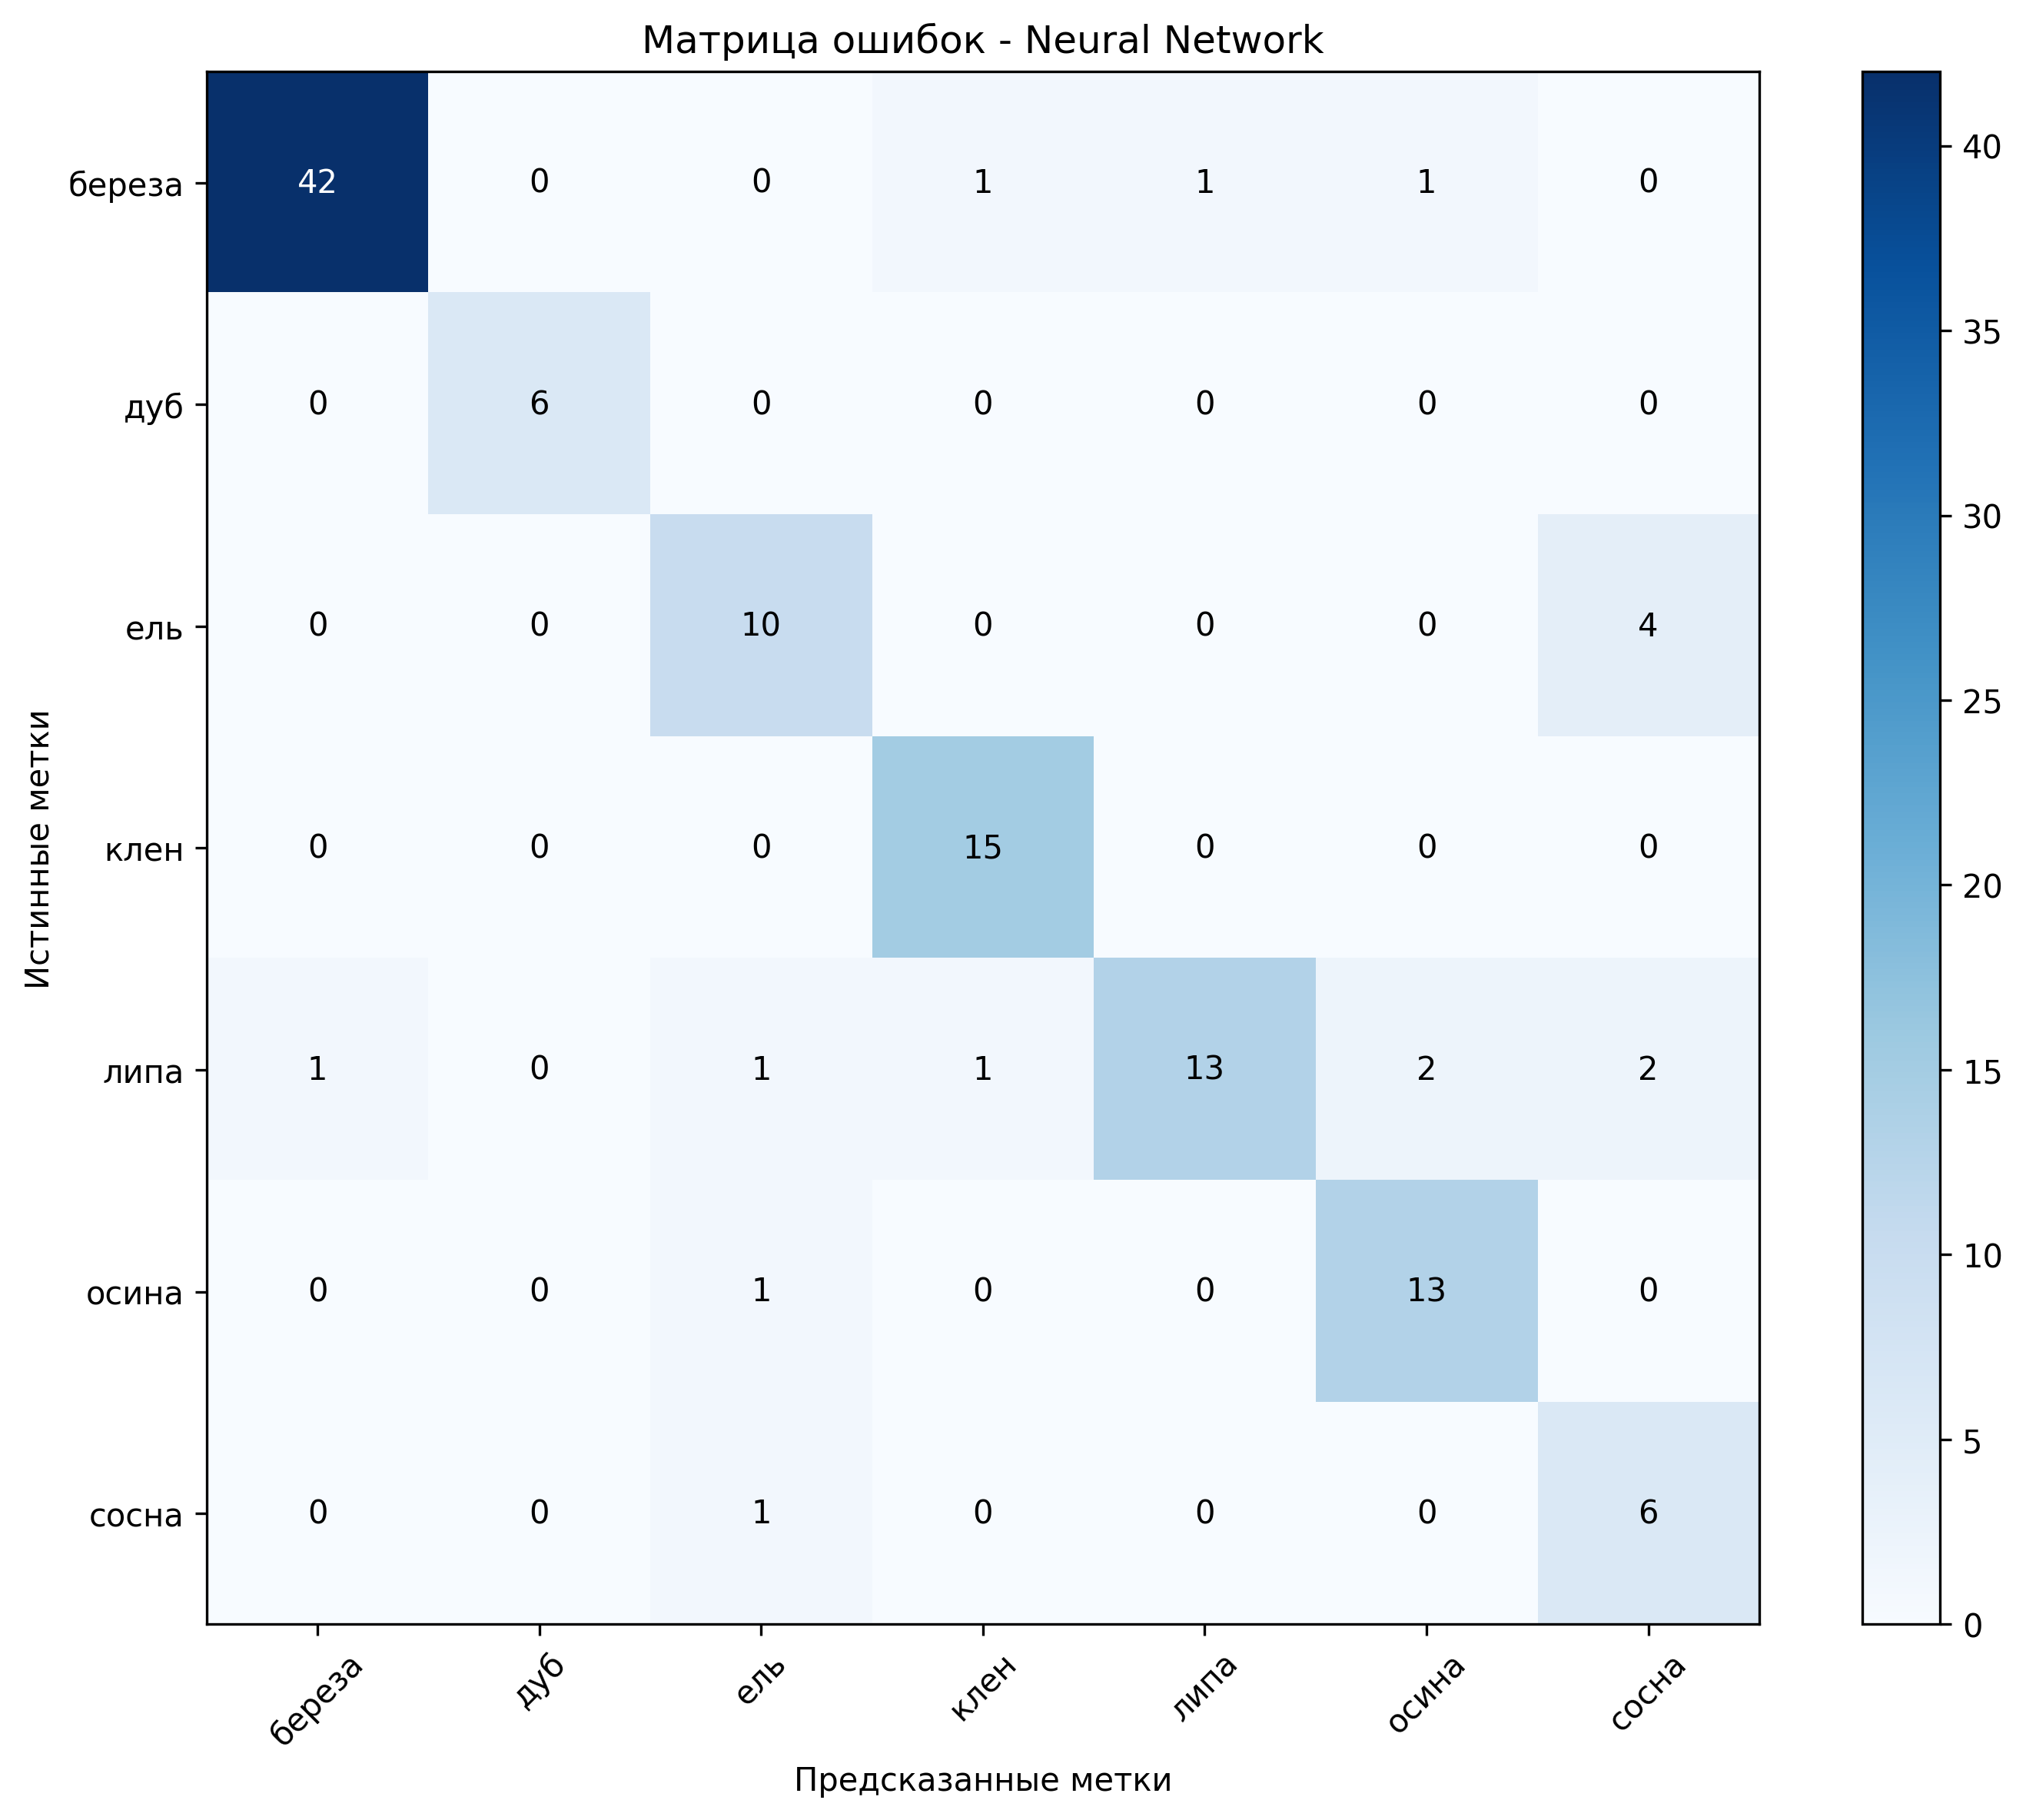 Матрица ошибок - Neural Network
береза 42 0 0 1 1 1 0
дуб 0 6 0 0 0 0 0
ель 0 0 10 0 0 0 4
клен 0 0 0 15 0 0 0
липа 1 0 1 1 13 2 2
осина 0 0 1 0 0 13 0
сосна 0 0 1 0 0 0 6
береза дуб ель клен липа осина сосна
Предсказанные метки
Истинные метки
40
35
30
25
20
15
10
5
0